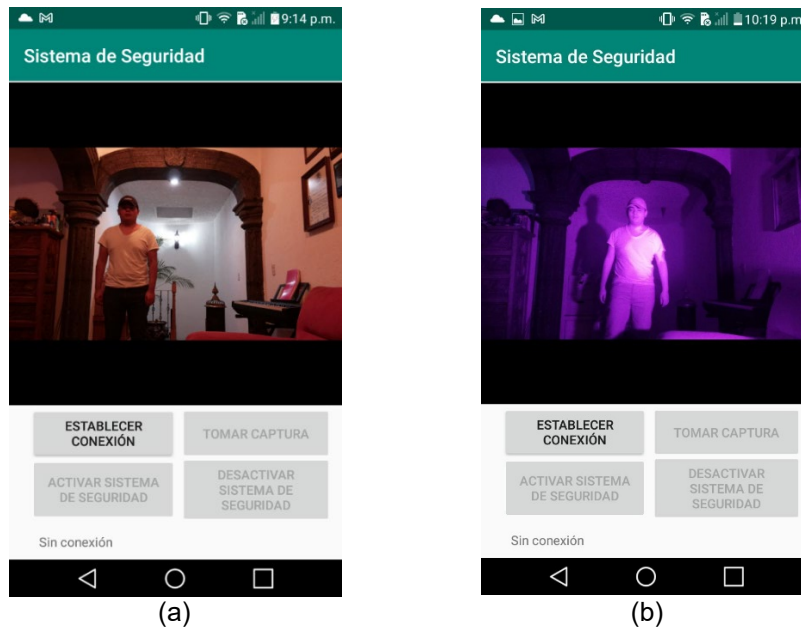 9:14 p.m.
Sistema de Seguridad
ESTABLECER
CONEXIÓN
TOMAR CAPTURA
ACTIVAR SISTEMA
DE SEGURIDAD
DESACTIVAR
SISTEMA DE
SEGURIDAD
Sin conexión
(a)
10:19 p.m
Sistema de Seguridad
ESTABLECER
CONEXIÓN
TOMAR CAPTURA
ACTIVAR SISTEMA
DE SEGURIDAD
DESACTIVAR
SISTEMA DE
SEGURIDAD
Sin conexión
(b)